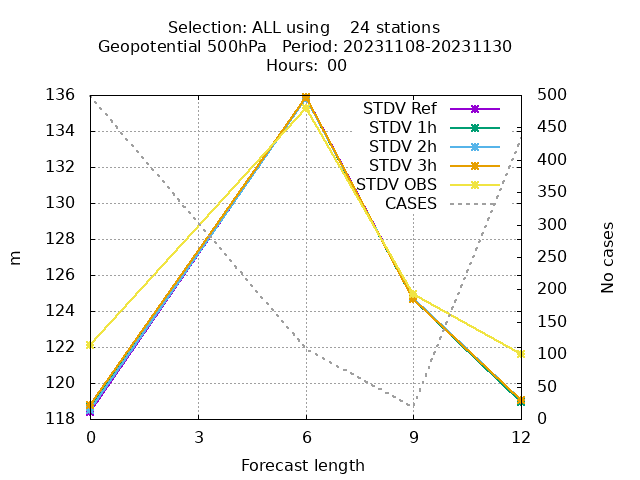 Selection: ALL using    24 stations
Geopotential 500hPa   Period: 20231108-20231130
Hours: 00
STDV Ref
STDV 1h
STDV 2h
STDV 3h
STDV OBS
CASES
136
134
132
130
128
126
124
122
120
118
m
500
450
400
350
300
250
200
150
100
50
0
No cases
0 3 6 9 12
Forecast length